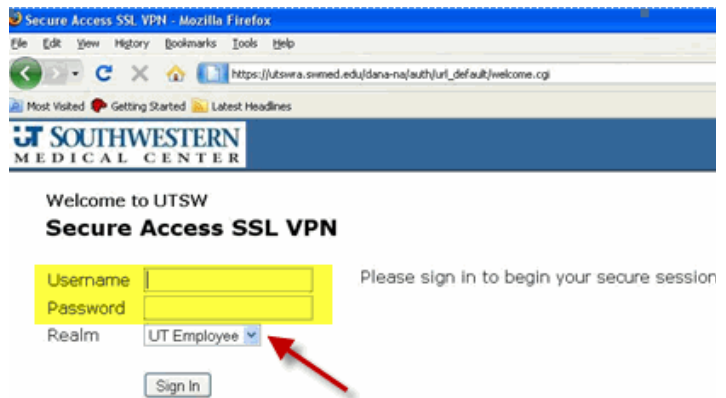 Secure Access SSL VPN - Mozilla Firefox
File Edit View History Bookmarks Tools Help
https://utswra.swmed.edu/dana-na/auth/url_default/welcome.cgi
Most Visited Getting Started Latest Headlines
UT SOUTHWESTERN
MEDICAL CENTER
Welcome to UTSW
Secure Access SSL VPN
Username Please sign in to begin your secure session
Password
Realm UT Employee
Sign In